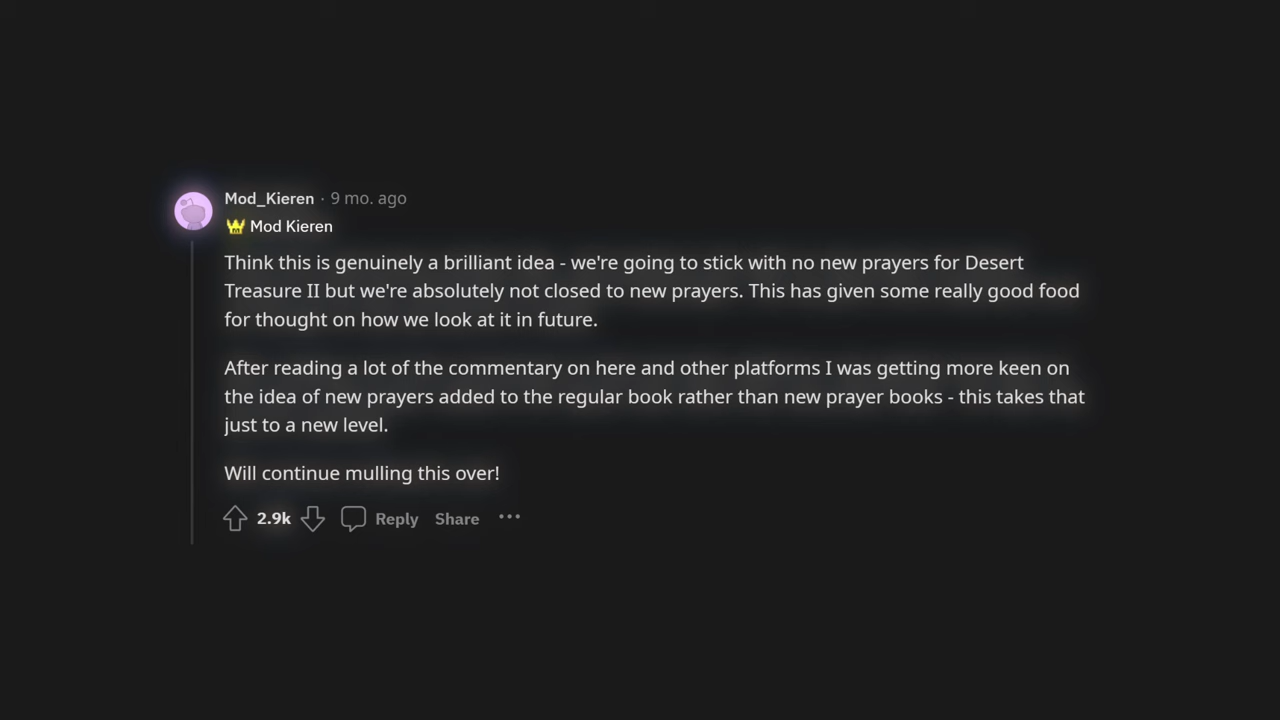 Mod_Kieren · 9 mo. ago
Mod Kieren
Think this is genuinely a brilliant idea - we're going to stick with no new prayers for Desert
Treasure II but we're absolutely not closed to new prayers. This has given some really good food
for thought on how we look at it in future.
After reading a lot of the commentary on here and other platforms I was getting more keen on
the idea of new prayers added to the regular book rather than new prayer books - this takes that
just to a new level.
Will continue mulling this over!
2.9k Reply Share ···